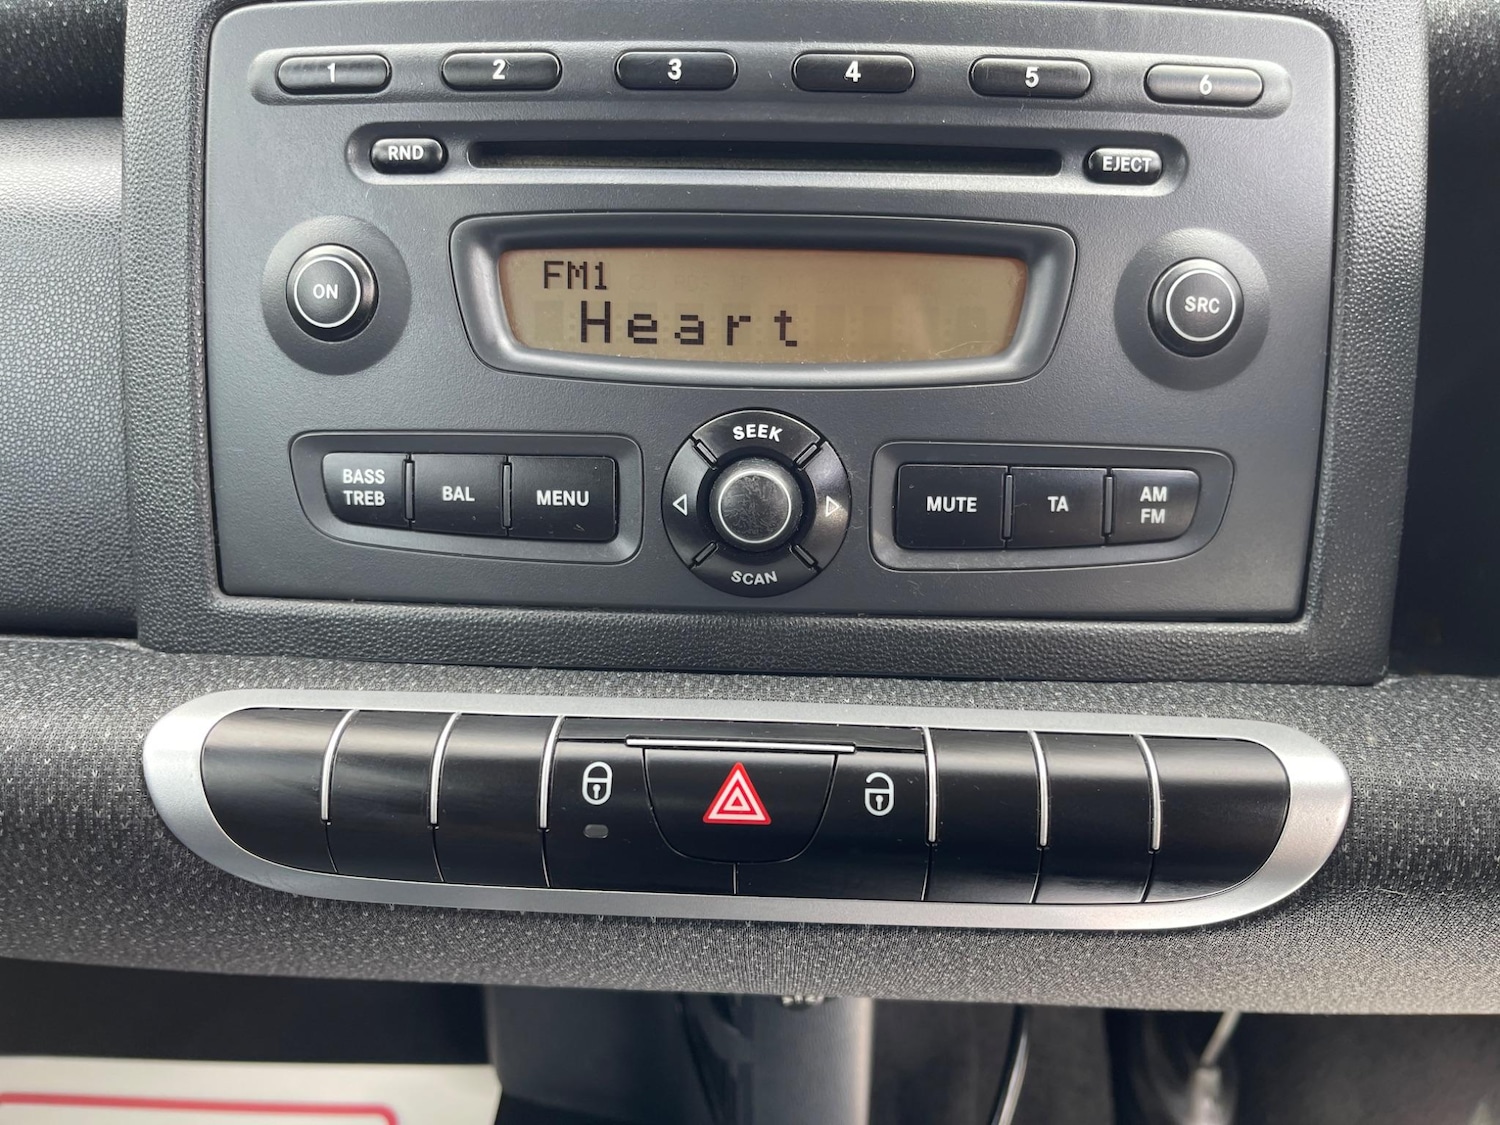 1 2 3 4 5 6
RND EJECT
FM1
ON SRC
Heart
SEEK
BASS
TREB
BAL MENU MUTE TA
AM
FM
SCAN